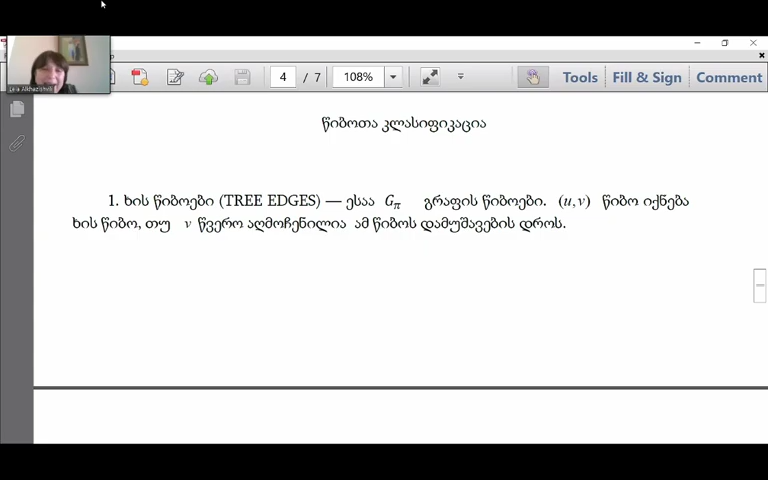 4 / 7 108% Tools Fill & Sign Comment
წიბოთა კლასიფიკაცია
1. ხის წიბოები (TREE EDGES) — ესაა Gπ გრაფის წიბოები. (u,v) წიბო იქნება
ხის წიბო, თუ v წვერო აღმოჩენილია ამ წიბოს დამუშავების დროს.